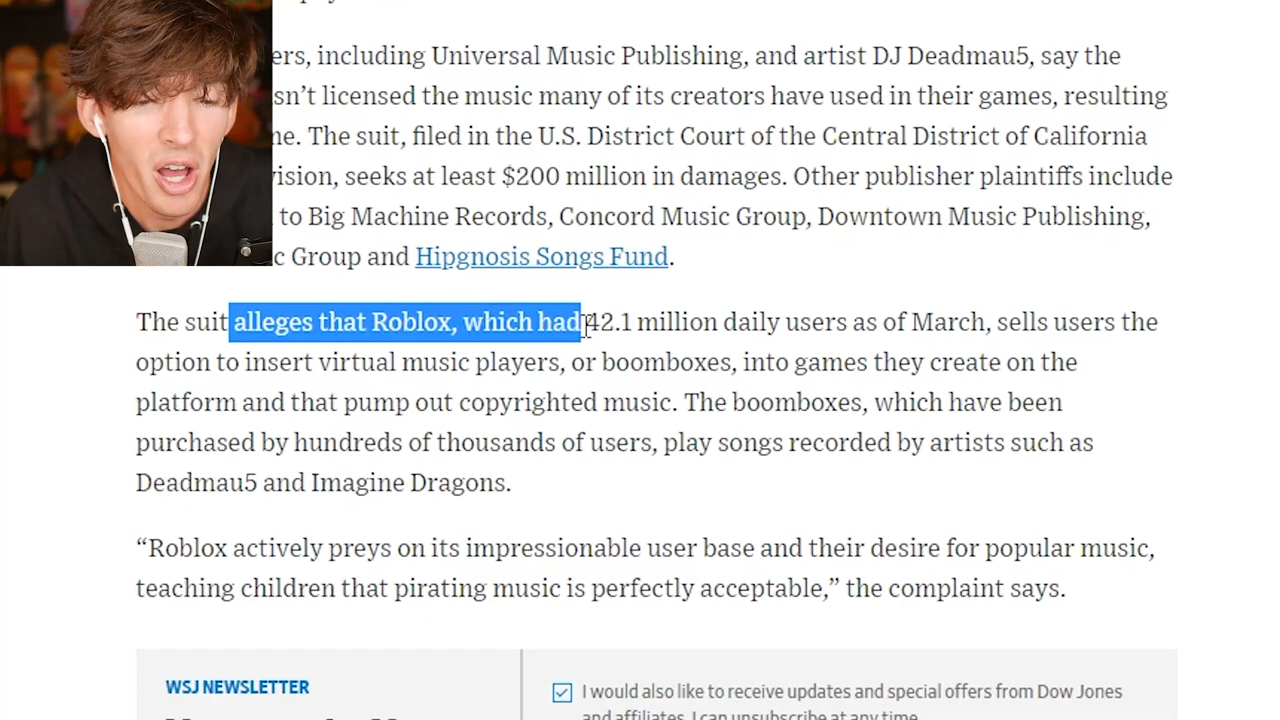 ers, including Universal Music Publishing, and artist DJ Deadmau5, say the
sn’t licensed the music many of its creators have used in their games, resulting
ne. The suit, filed in the U.S. District Court of the Central District of California
vision, seeks at least $200 million in damages. Other publisher plaintiffs include
to Big Machine Records, Concord Music Group, Downtown Music Publishing,
c Group and Hipgnosis Songs Fund.
The suit alleges that Roblox, which had 42.1 million daily users as of March, sells users the
option to insert virtual music players, or boomboxes, into games they create on the
platform and that pump out copyrighted music. The boomboxes, which have been
purchased by hundreds of thousands of users, play songs recorded by artists such as
Deadmau5 and Imagine Dragons.
“Roblox actively preys on its impressionable user base and their desire for popular music,
teaching children that pirating music is perfectly acceptable,” the complaint says.
WSJ NEWSLETTER
I would also like to receive updates and special offers from Dow Jones
and affiliates. I can unsubscribe at any time.